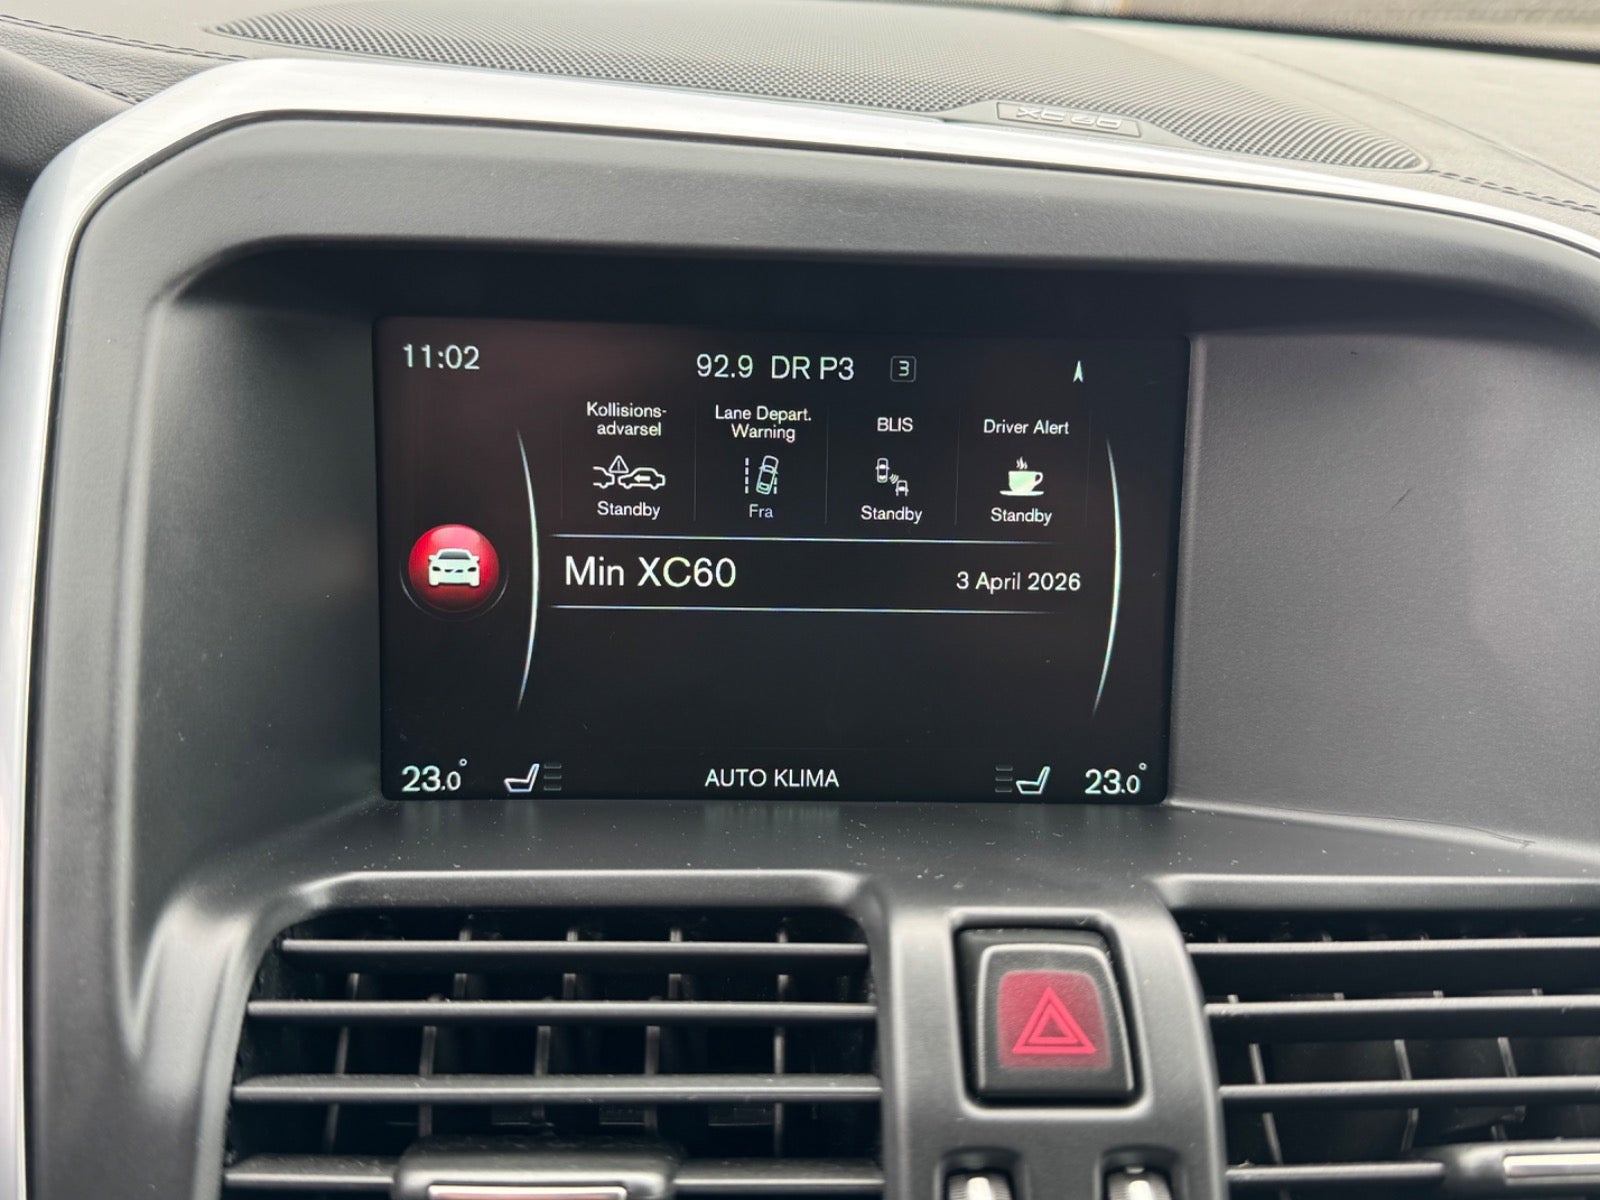 XC60
11:02
92.9 DR P3 3
Kollisions-
advarsel
Lane Depart.
Warning
BLIS
Driver Alert
Standby
Fra
Standby
Standby
Min XC60
3 April 2026
23.0°
AUTO KLIMA
23.0°